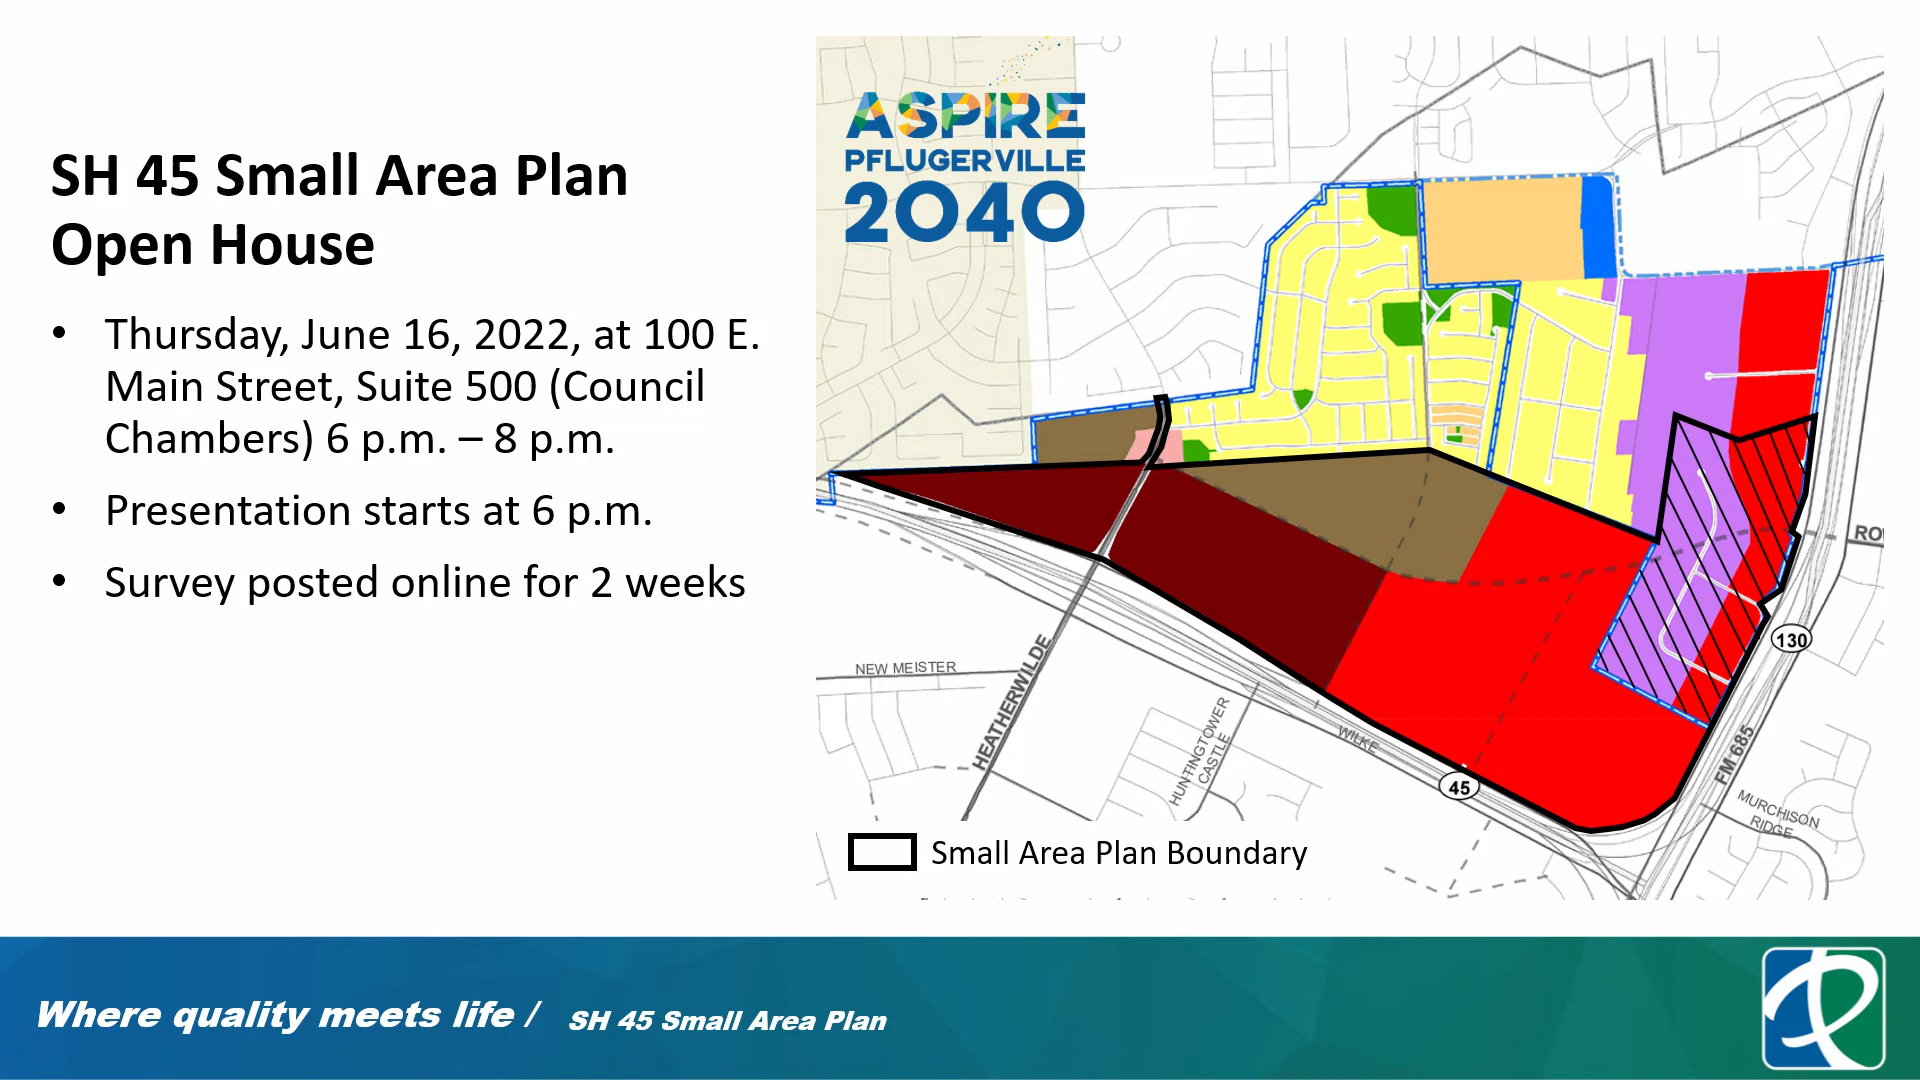 SH 45 Small Area Plan
Open House
• Thursday, June 16, 2022, at 100 E.
Main Street, Suite 500 (Council
Chambers) 6 p.m. – 8 p.m.
• Presentation starts at 6 p.m.
• Survey posted online for 2 weeks
ASPIRE
PFLUGERVILLE
2040
130
NEW MEISTER
HEATHERWILDE
HUNTINGTOWER
CASTLE
WILKE
45
FM 685
MURCHISON
RIDGE
Small Area Plan Boundary
Where quality meets life / SH 45 Small Area Plan